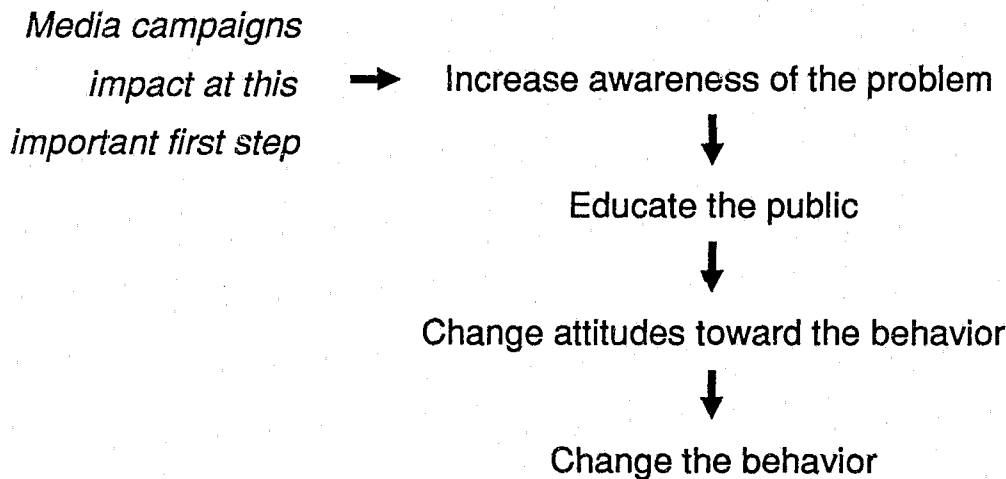 Media campaigns
impact at this
important first step
Increase awareness of the problem
Educate the public
Change attitudes toward the behavior
Change the behavior